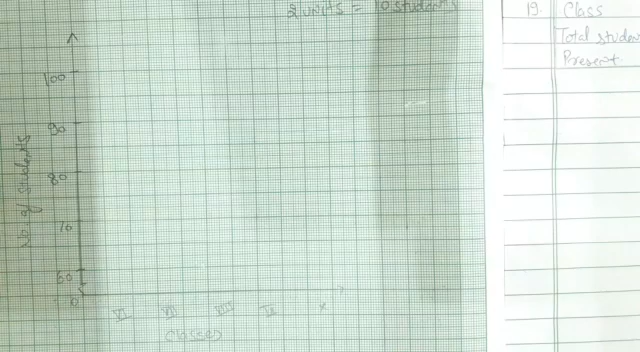 2 units = 10 students
100
90
80
70
60
0
No. of students
VI VII VIII IX X
Classes
19. Class
Total studen
Present